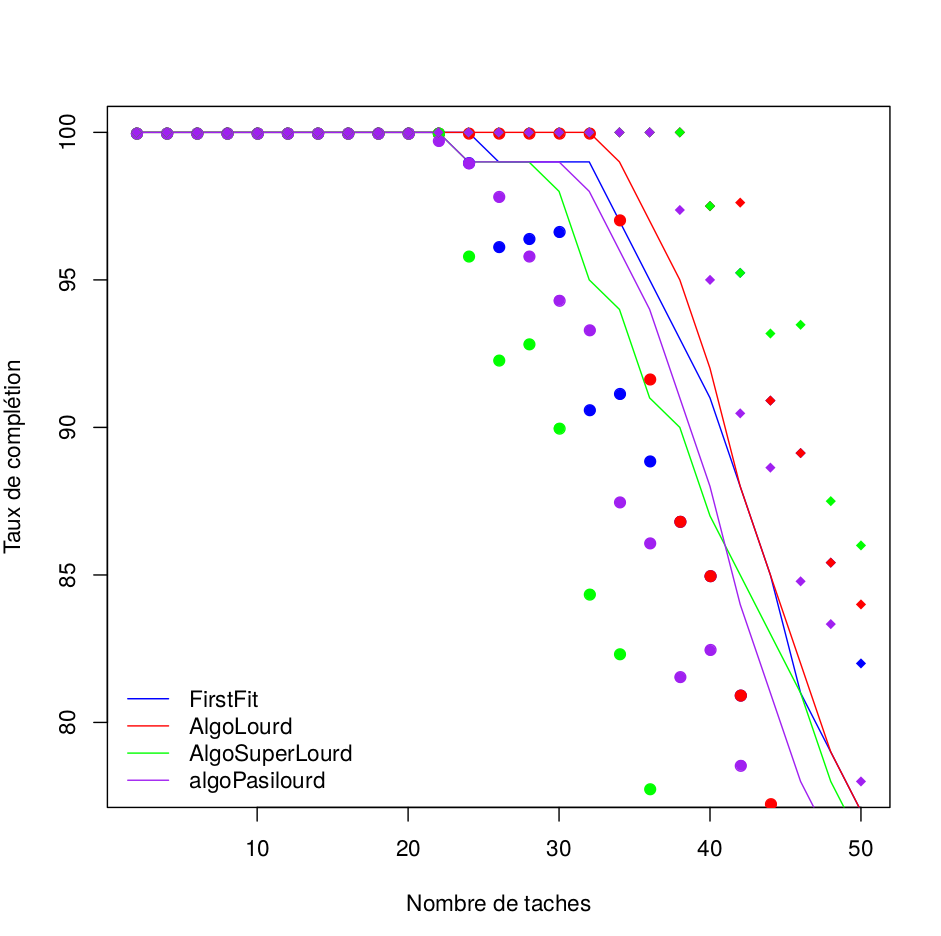 Taux de complétion
100
95
90
85
80
FirstFit
AlgoLourd
AlgoSuperLourd
algoPasilourd
10 20 30 40 50
Nombre de taches